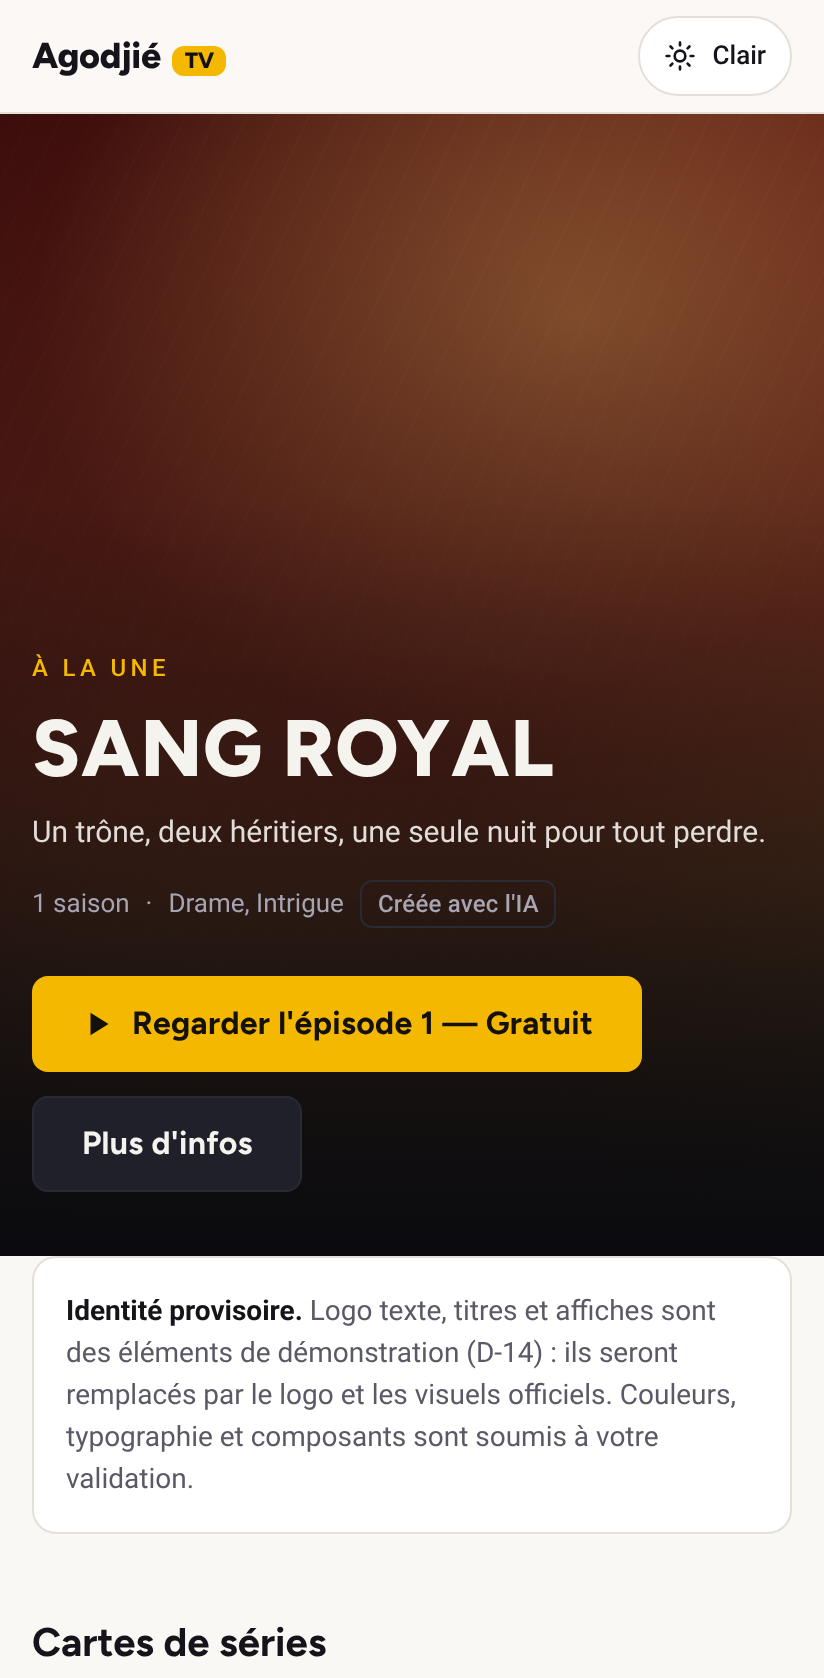 Agodjié TV
Clair
À LA UNE
SANG ROYAL
Un trône, deux héritiers, une seule nuit pour tout perdre.
1 saison · Drame, Intrigue Créée avec l'IA
Regarder l'épisode 1 — Gratuit
Plus d'infos
Identité provisoire. Logo texte, titres et affiches sont
des éléments de démonstration (D-14) : ils seront
remplacés par le logo et les visuels officiels. Couleurs,
typographie et composants sont soumis à votre
validation.
Cartes de séries